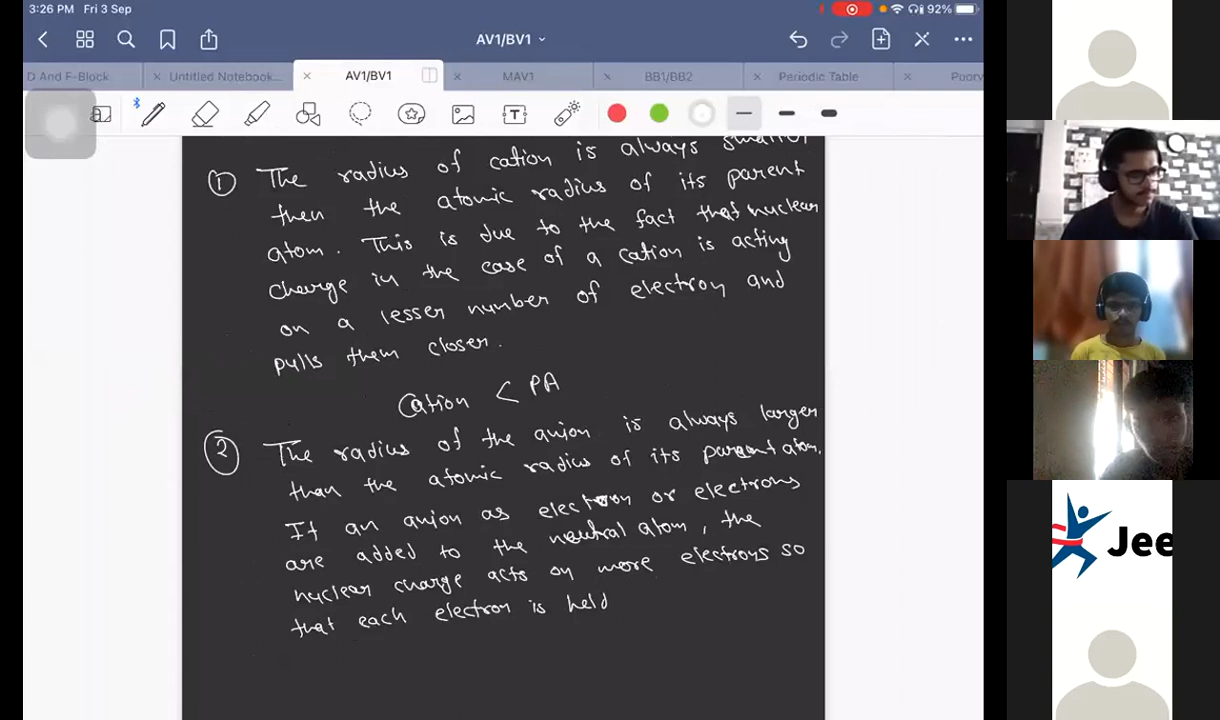 3:26 PM Fri 3 Sep
92%
AV1/BV1
D And F-Block
Untitled Notebook...
AV1/BV1
MAV1
BB1/BB2
Periodic Table
Poorv
① The radius of cation is always smaller
then the atomic radius of its parent
atom. This is due to the fact that nuclear
charge in the case of a cation is acting
on a lesser number of electron and
pulls them closer.
Cation < PA
② The radius of the anion is always larger
than the atomic radius of its parent atom.
If an anion as electron or electrons
are added to the neutral atom, the
nuclear charge acts on more electrons so
that each electron is held
Jee